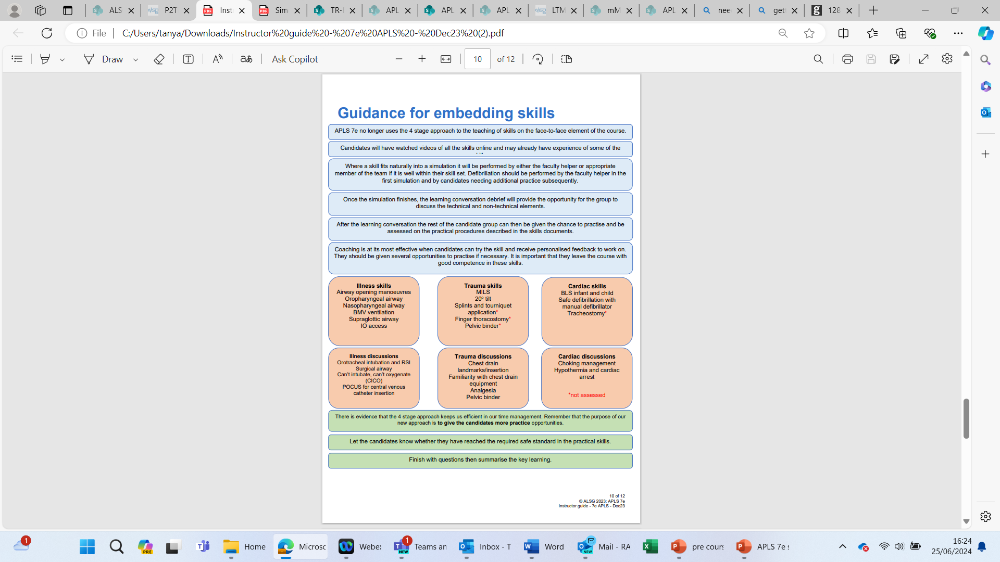 ALS
P2T
Inst
Sim
TR-
APL
APL
APL
LTM
mM
APL
nee
get
128
File
C:/Users/tanya/Downloads/Instructor%20guide%20-%207e%20APLS%20-%20Dec23%20(2).pdf
Draw
Ask Copilot
10
of 12
Guidance for embedding skills
APLS 7e no longer uses the 4 stage approach to the teaching of skills on the face-to-face element of the course.
Candidates will have watched videos of all the skills online and may already have experience of some of the
Where a skill fits naturally into a simulation it will be performed by either the faculty helper or appropriate
member of the team if it is well within their skill set. Defibrillation should be performed by the faculty helper in the
first simulation and by candidates needing additional practice subsequently.
Once the simulation finishes, the learning conversation debrief will provide the opportunity for the group to
discuss the technical and non-technical elements.
After the learning conversation the rest of the candidate group can then be given the chance to practise and be
assessed on the practical procedures described in the skills documents.
Coaching is at its most effective when candidates can try the skill and receive personalised feedback to work on.
They should be given several opportunities to practise if necessary. It is important that they leave the course with
good competence in these skills.
Illness skills
Airway opening manoeuvres
Oropharyngeal airway
Nasopharyngeal airway
BMV ventilation
Supraglottic airway
IO access
Trauma skills
MILS
20º tilt
Splints and tourniquet
application*
Finger thoracostomy*
Pelvic binder*
Cardiac skills
BLS infant and child
Safe defibrillation with
manual defibrillator
Tracheostomy*
Illness discussions
Orotracheal intubation and RSI
Surgical airway
Can't intubate, can't oxygenate
(CICO)
POCUS for central venous
catheter insertion
Trauma discussions
Chest drain
landmarks/insertion
Familiarity with chest drain
equipment
Analgesia
Pelvic binder
Cardiac discussions
Choking management
Hypothermia and cardiac
arrest
*not assessed
There is evidence that the 4 stage approach keeps us efficient in our time management. Remember that the purpose of our
new approach is to give the candidates more practice opportunities.
Let the candidates know whether they have reached the required safe standard in the practical skills.
Finish with questions then summarise the key learning.
10 of 12
© ALSG 2023: APLS 7e
Instructor guide - 7e APLS - Dec23
1
PRE
Home
Microsc
Webex
1
NEW
Teams an
Inbox - T
Word
NEW
Mail - RA
pre cours
APLS 7e s
16:24
25/06/2024